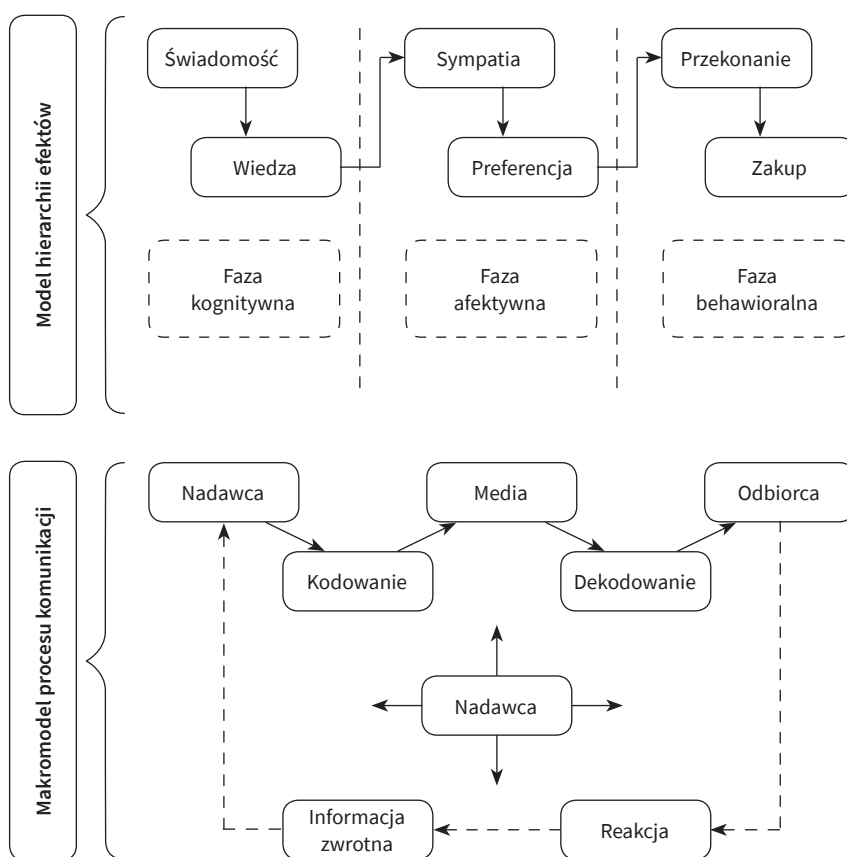 Model hierarchii efektów
Świadomość
Sympatia
Przekonanie
Wiedza
Preferencja
Zakup
Faza
kognitywna
Faza
afektywna
Faza
behawioralna
Makromodel procesu komunikacji
Nadawca
Media
Odbiorca
Kodowanie
Dekodowanie
Nadawca
Informacja
zwrotna
Reakcja